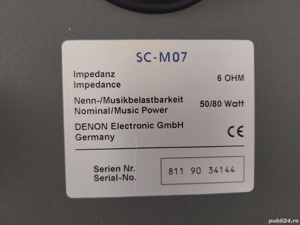 SC-M07
Impedanz
Impedance 6 OHM
Nenn-/Musikbelastbarkeit
Nominal/Music Power 50/80 Watt
DENON Electronic GmbH
Germany CE
Serien Nr.
Serial-No. 811 90 34144
publi24.ro